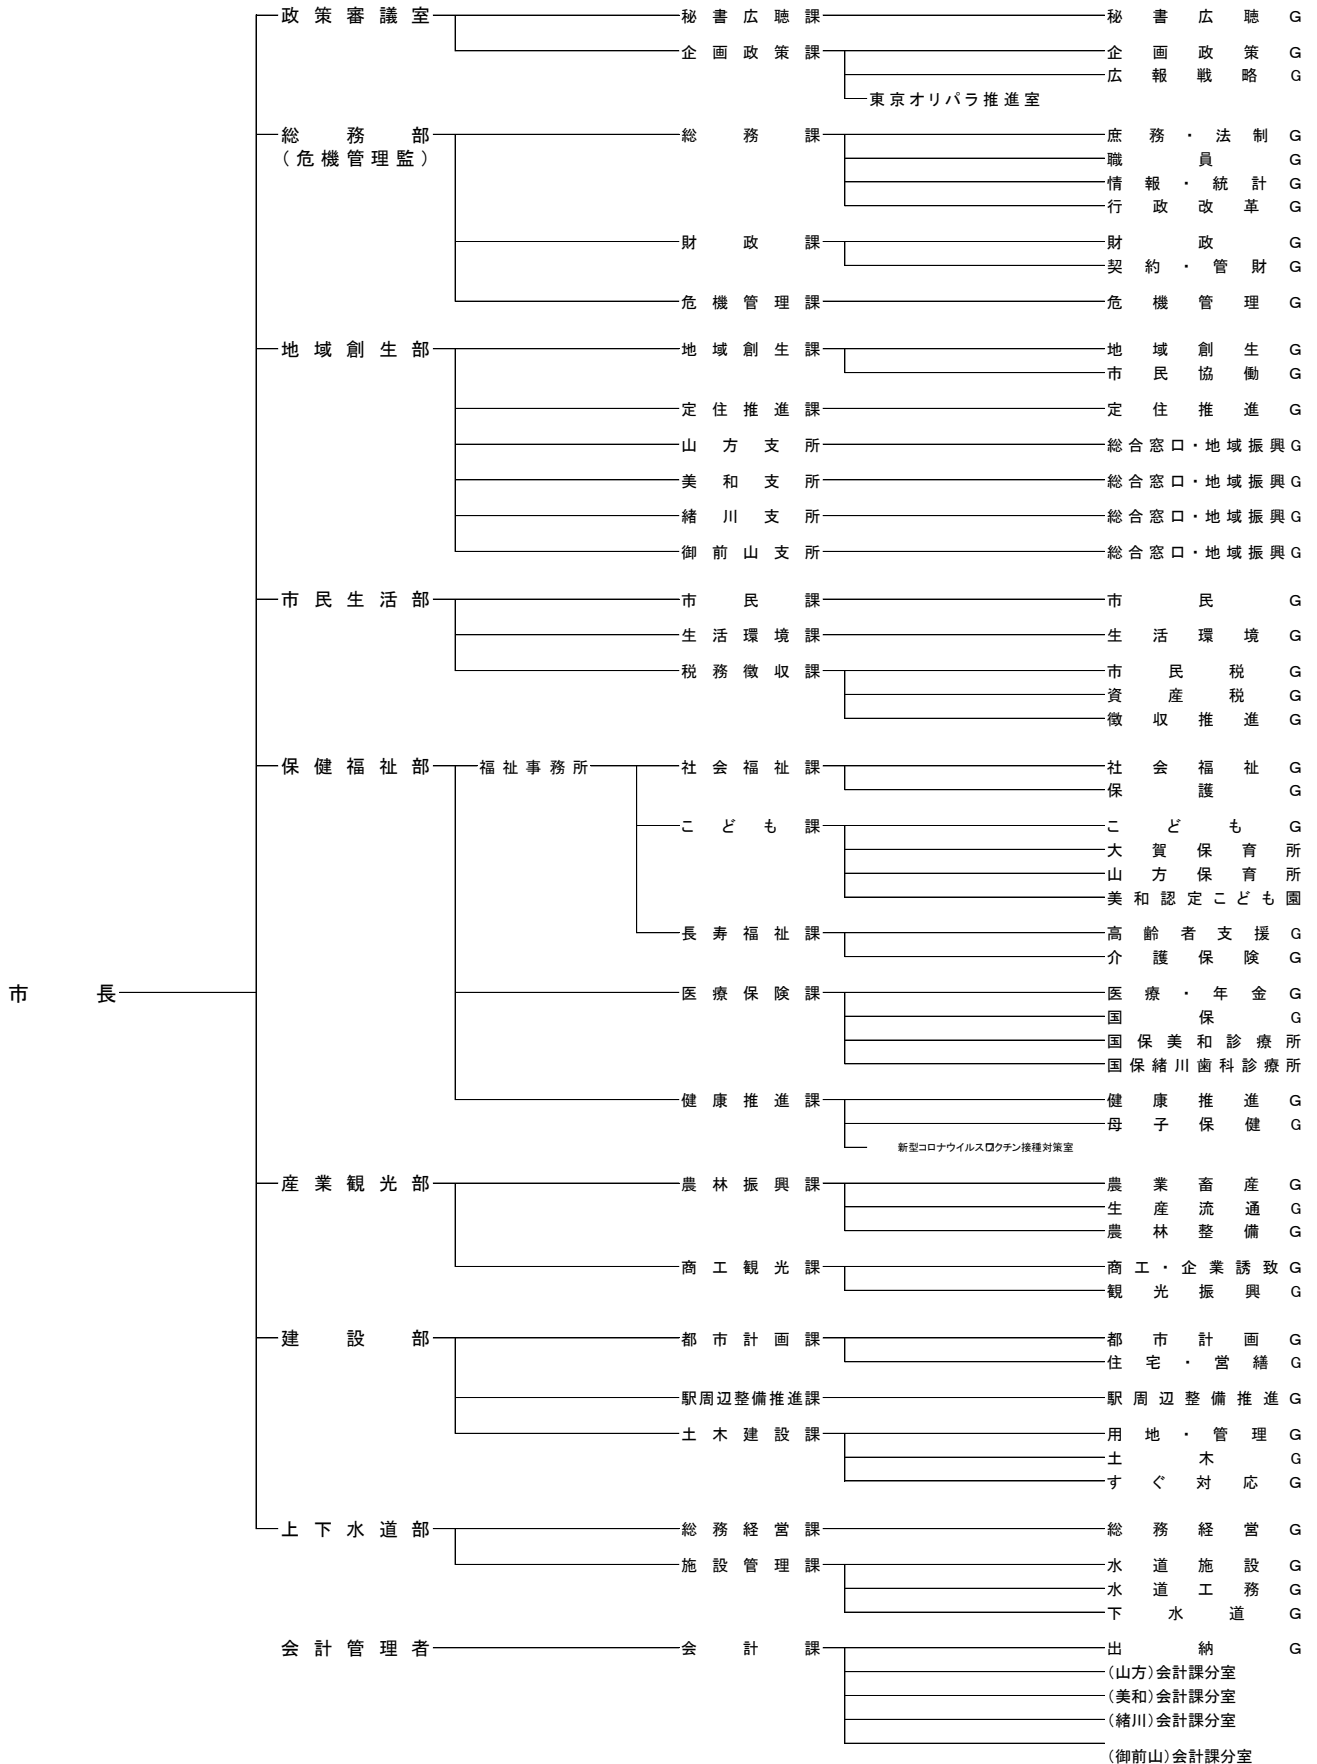 政策審議室 秘書広聴課 秘書広聴G
企画政策課 企画政策G
広報戦略G
東京オリパラ推進室
総務部 総務課 庶務・法制G
（危機管理監） 職員G
情報・統計G
行政改革G
財政課 財政G
契約・管財G
危機管理課 危機管理G
地域創生部 地域創生課 地域創生G
市民協働G
定住推進課 定住推進G
山方支所 総合窓口・地域振興G
美和支所 総合窓口・地域振興G
緒川支所 総合窓口・地域振興G
御前山支所 総合窓口・地域振興G
市民生活部 市民課 市民G
生活環境課 生活環境G
税務徴収課 市民税G
資産税G
徴収推進G
保健福祉部 福祉事務所 社会福祉課 社会福祉G
保護G
こども課 こどもG
大賀保育所
山方保育所
美和認定こども園
長寿福祉課 高齢者支援G
介護保険G
市長 医療保険課 医療・年金G
国保G
国保美和診療所
国保緒川歯科診療所
健康推進課 健康推進G
母子保健G
新型コロナウイルスワクチン接種対策室
産業観光部 農林振興課 農業畜産G
生産流通G
農林整備G
商工観光課 商工・企業誘致G
観光振興G
建設部 都市計画課 都市計画G
住宅・営繕G
駅周辺整備推進課 駅周辺整備推進G
土木建設課 用地・管理G
土木G
すぐ対応G
上下水道部 総務経営課 総務経営G
施設管理課 水道施設G
水道工務G
下水道G
会計管理者 会計課 出納G
（山方）会計課分室
（美和）会計課分室
（緒川）会計課分室
（御前山）会計課分室